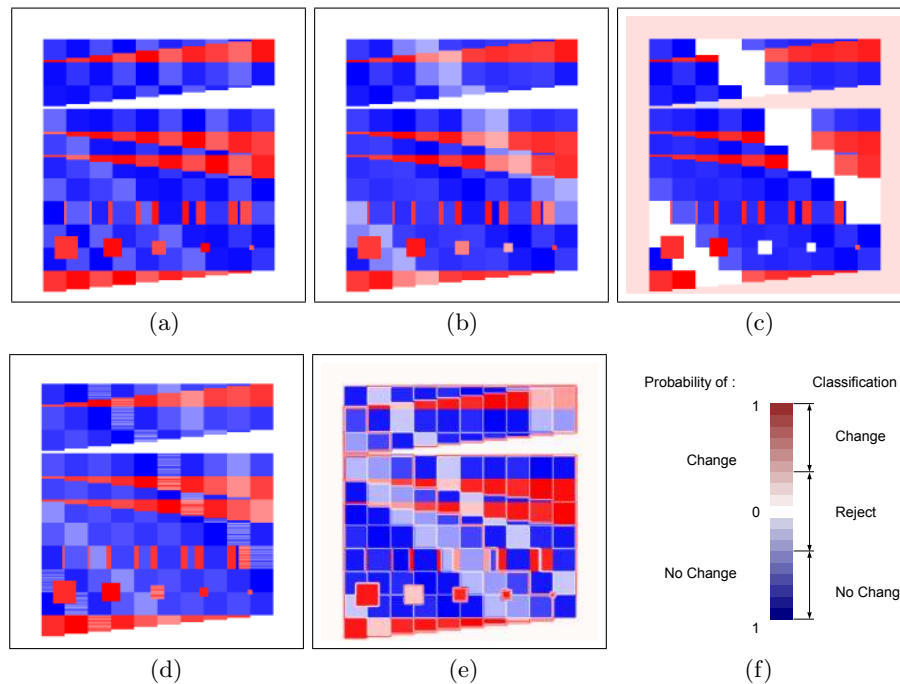 (a)
(b)
(c)
Probability of :
Classification
1
Change
Change
0
Reject
No Change
No Chang
1
(d)
(e)
(f)